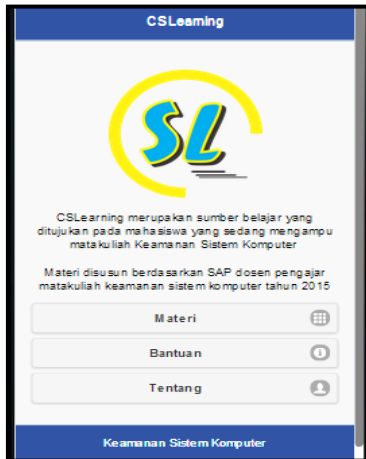 CSLearning
SL
CSLearning merupakan sumber belajar yang
ditujukan pada mahasiswa yang sedang mengampu
matakuliah Keamanan Sistem Komputer
Materi disusun berdasarkan SAP dosen pengajar
matakuliah keamanan sistem komputer tahun 2015
Materi
Bantuan
Tentang
Keamanan Sistem Komputer